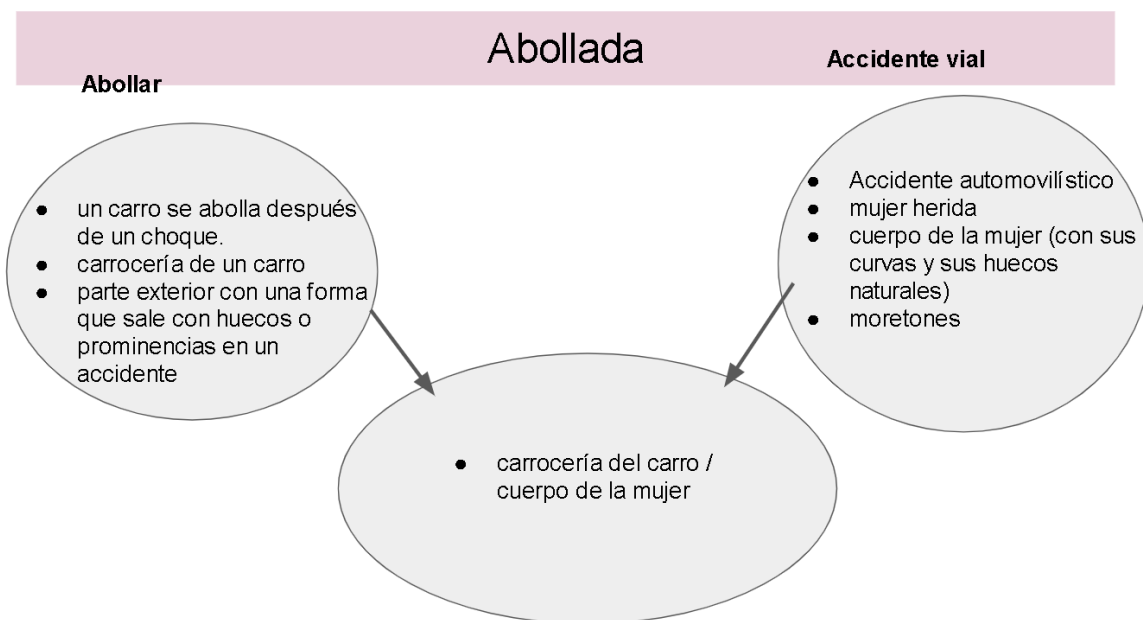 Abollada
Abollar
Accidente vial
● un carro se abolla después
de un choque.
● carrocería de un carro
● parte exterior con una forma
que sale con huecos o
prominencias en un
accidente
● Accidente automovilístico
● mujer herida
● cuerpo de la mujer (con sus
curvas y sus huecos
naturales)
● moretones
● carrocería del carro /
cuerpo de la mujer